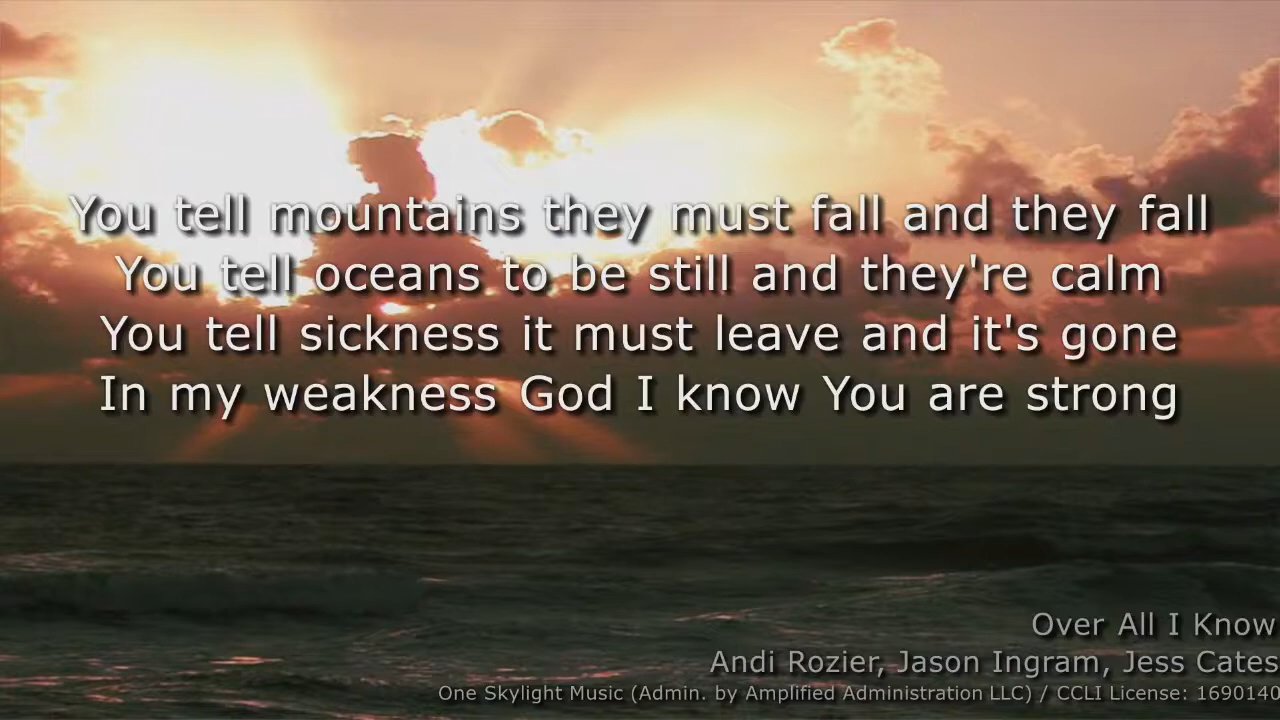 You tell mountains they must fall and they fall
You tell oceans to be still and they're calm
You tell sickness it must leave and it's gone
In my weakness God I know You are strong
Over All I Know
Andi Rozier, Jason Ingram, Jess Cates
One Skylight Music (Admin. by Amplified Administration LLC) / CCLI License: 1690140